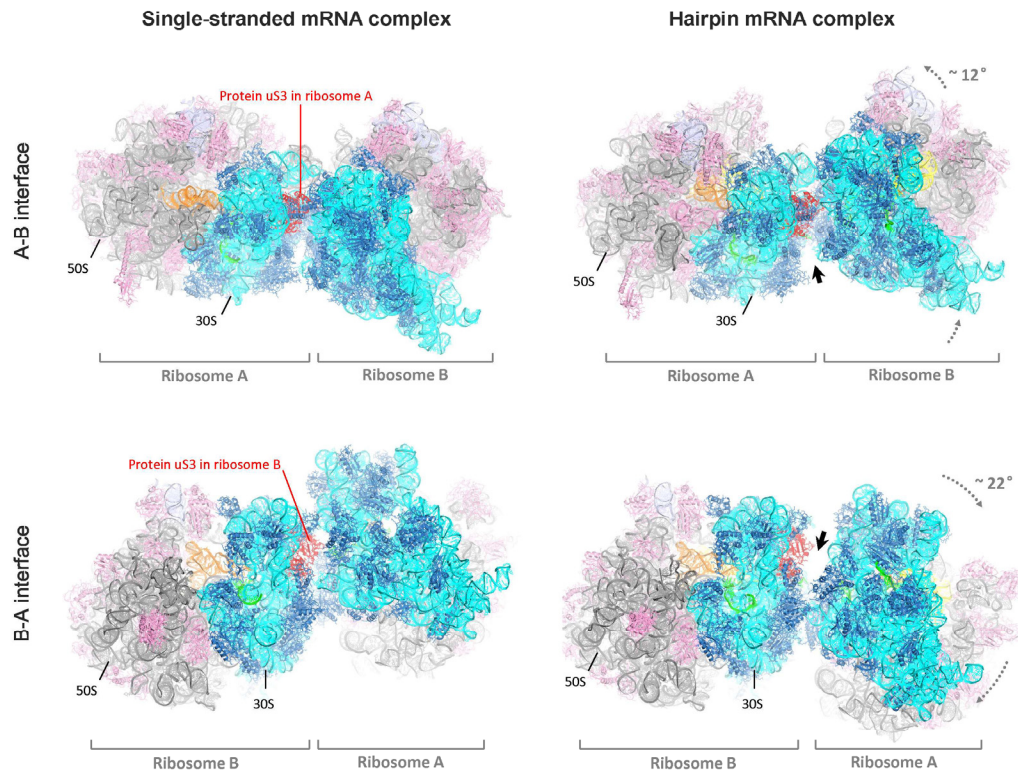 Single-stranded mRNA complex
Hairpin mRNA complex
A-B interface
Protein uS3 in ribosome A
50S
30S
Ribosome A
Ribosome B
~ 12°
50S
30S
Ribosome A
Ribosome B
B-A interface
Protein uS3 in ribosome B
50S
30S
Ribosome B
Ribosome A
~ 22°
50S
30S
Ribosome B
Ribosome A